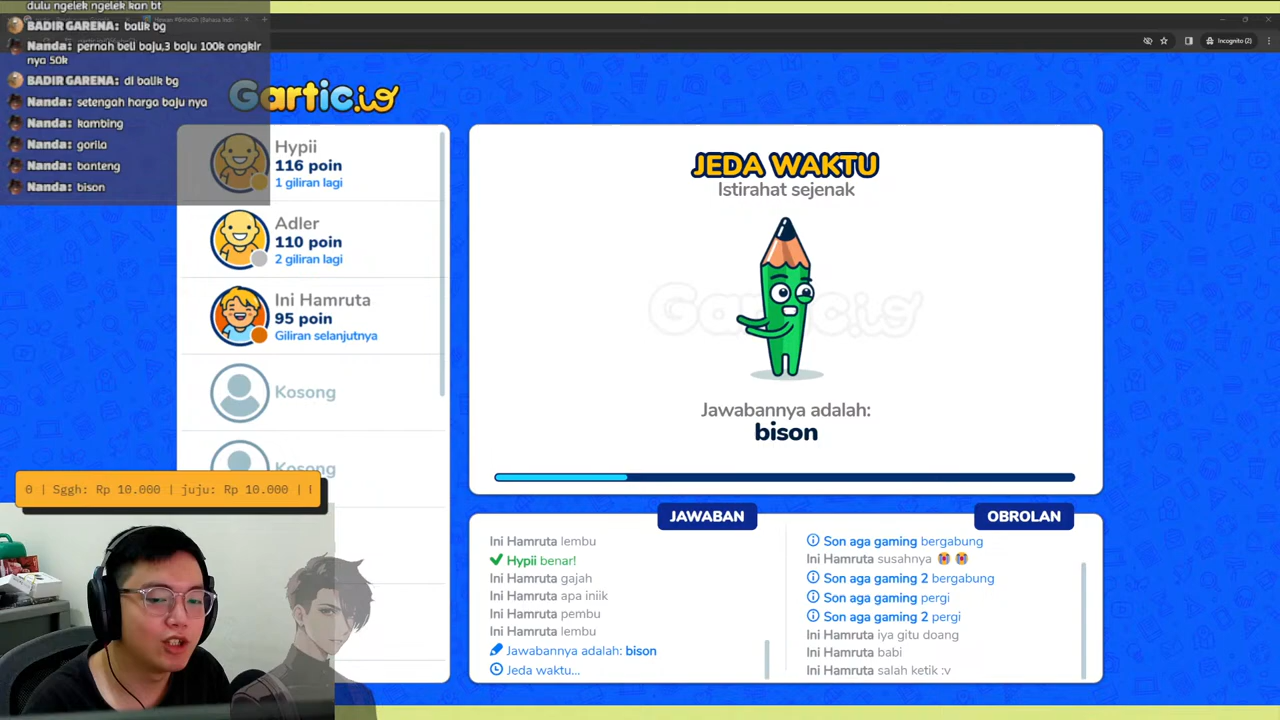 dulu ngelek ngelek kan bt
BADIR GARENA: balik bg
Nanda: pernah beli baju,3 baju 100k ongkir
nya 50k
BADIR GARENA: di balik bg
Nanda: setengah harga baju nya
Nanda: kambing
Nanda: gorila
Nanda: banteng
Nanda: bison
Incognito (2)
Gartic.io
Hypii
116 poin
1 giliran lagi
Adler
110 poin
2 giliran lagi
Ini Hamruta
95 poin
Giliran selanjutnya
Kosong
Kosong
JEDA WAKTU
Istirahat sejenak
Gartic.io
Jawabannya adalah:
bison
0 | Sggh: Rp 10.000 | juju: Rp 10.000 |
JAWABAN
Ini Hamruta lembu
Hypii benar!
Ini Hamruta gajah
Ini Hamruta apa iniik
Ini Hamruta pembu
Ini Hamruta lembu
Jawabannya adalah: bison
Jeda waktu...
OBROLAN
Son aga gaming bergabung
Ini Hamruta susahnya 😭 😭
Son aga gaming 2 bergabung
Son aga gaming pergi
Son aga gaming 2 pergi
Ini Hamruta iya gitu doang
Ini Hamruta babi
Ini Hamruta salah ketik :v